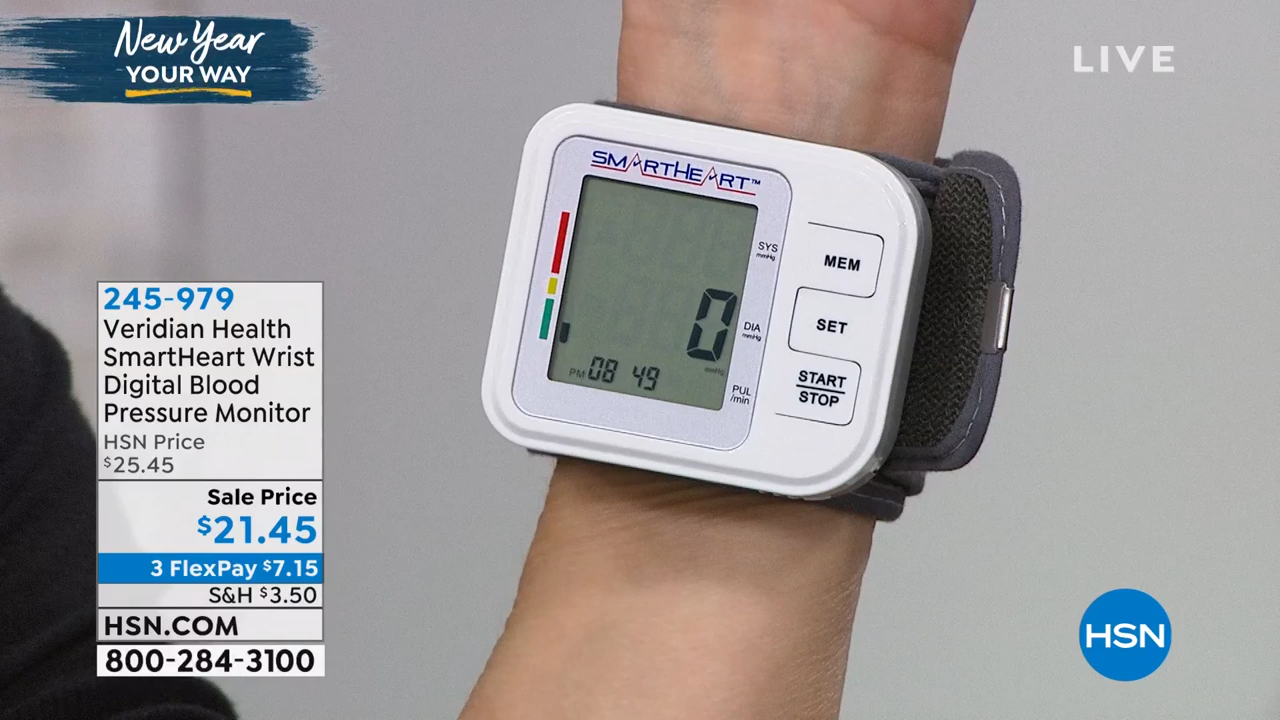 New Year
YOUR WAY
LIVE
SMARTHEART™
SYS
mmHg
MEM
0
DIA
mmHg
SET
PM 08 49
mmHg
PUL
/min
START
STOP
245-979
Veridian Health
SmartHeart Wrist
Digital Blood
Pressure Monitor
HSN Price
$25.45
Sale Price
$21.45
3 FlexPay $7.15
S&H $3.50
HSN.COM
800-284-3100
HSN